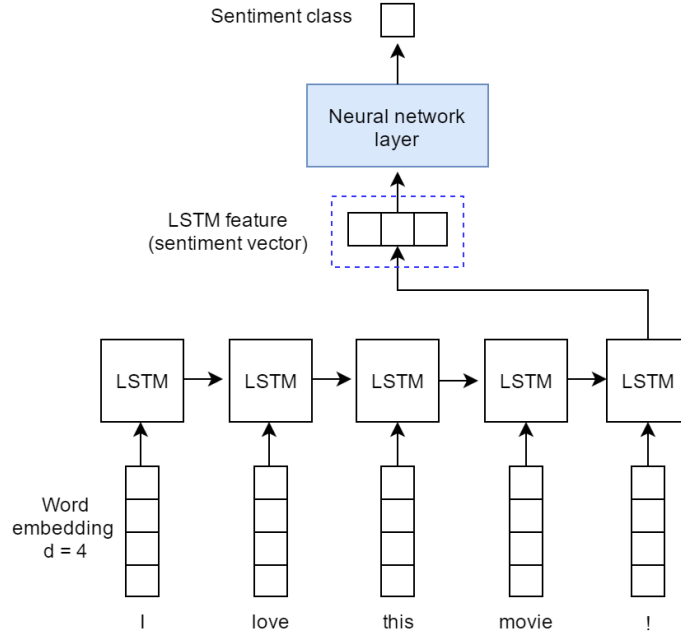 Sentiment class
Neural network
layer
LSTM feature
(sentiment vector)
LSTM LSTM LSTM LSTM LSTM
Word
embedding
d = 4
I love this movie !